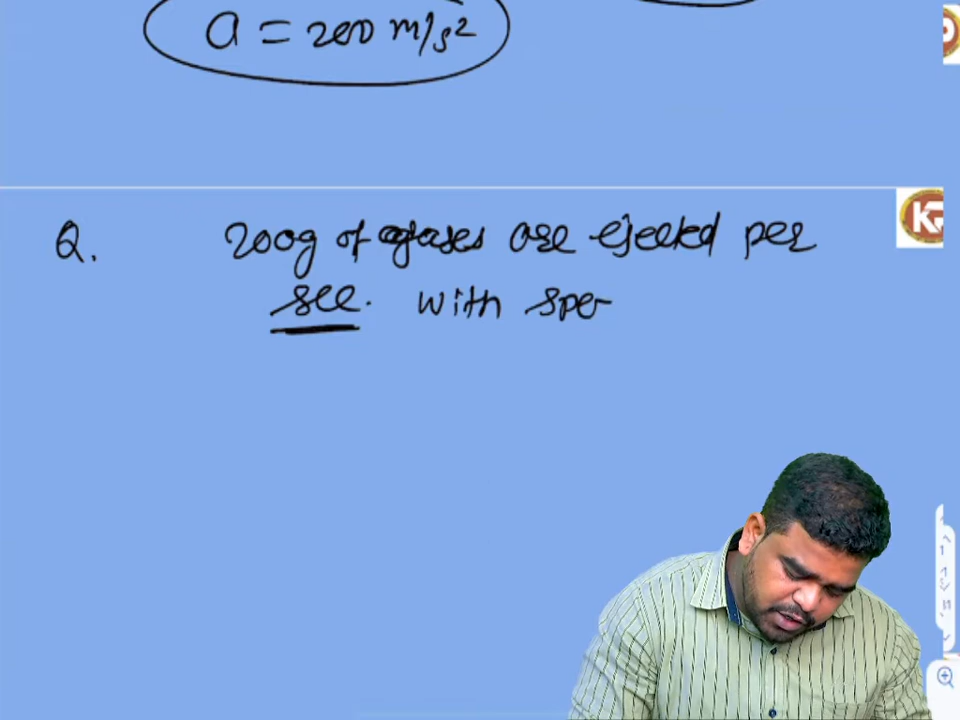 a = 200 m/s²
Q. 200g of gases are ejected per
sec. with spe